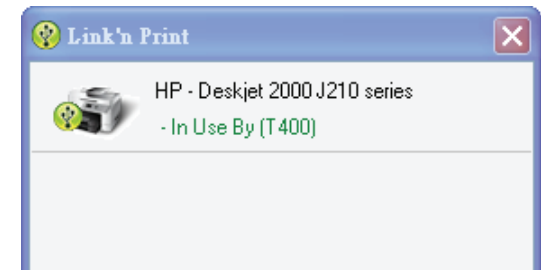 Link'n Print
HP - Deskjet 2000 J210 series
- In Use By (T400)